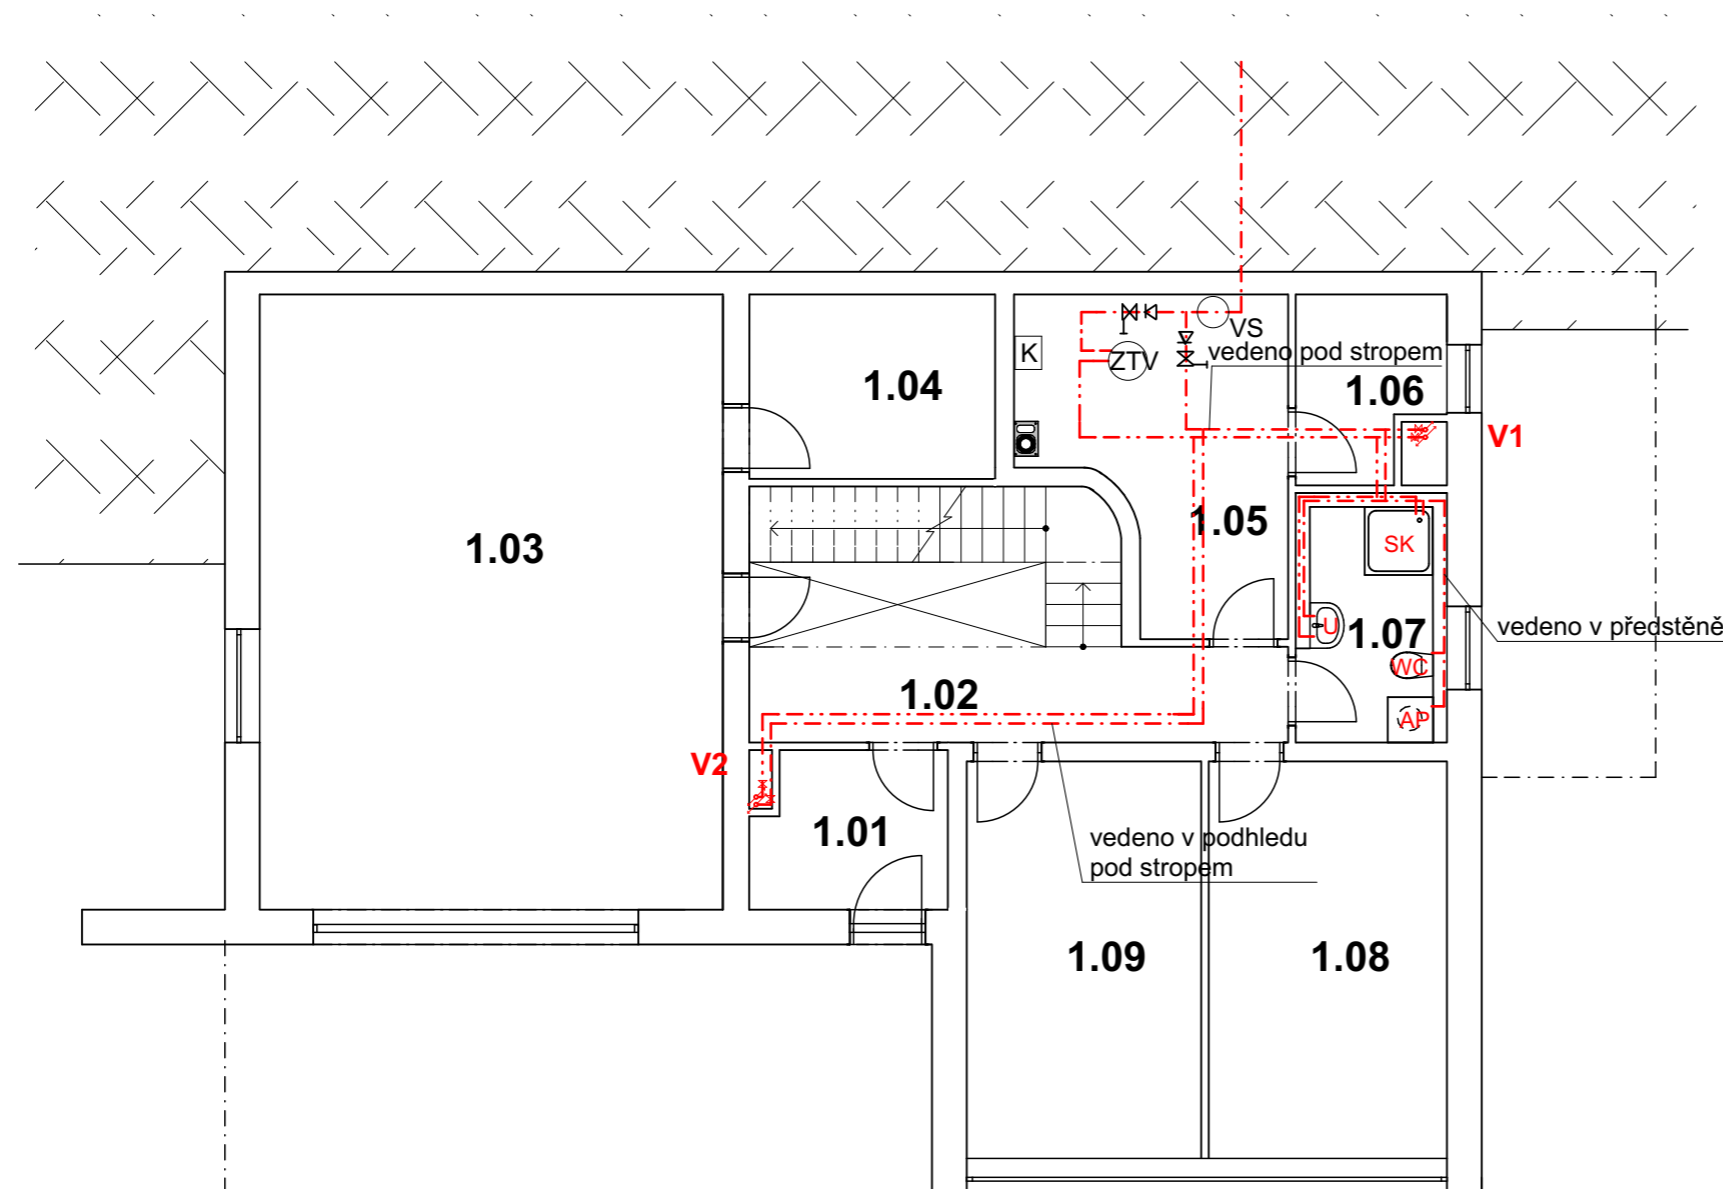 VS
K
ZTV
vedeno pod stropem
1.04
1.06
V1
1.05
1.03
SK
U
1.07
vedeno v předstěně
WC
1.02
AP
V2
1.01
vedeno v podhledu
pod stropem
1.09
1.08